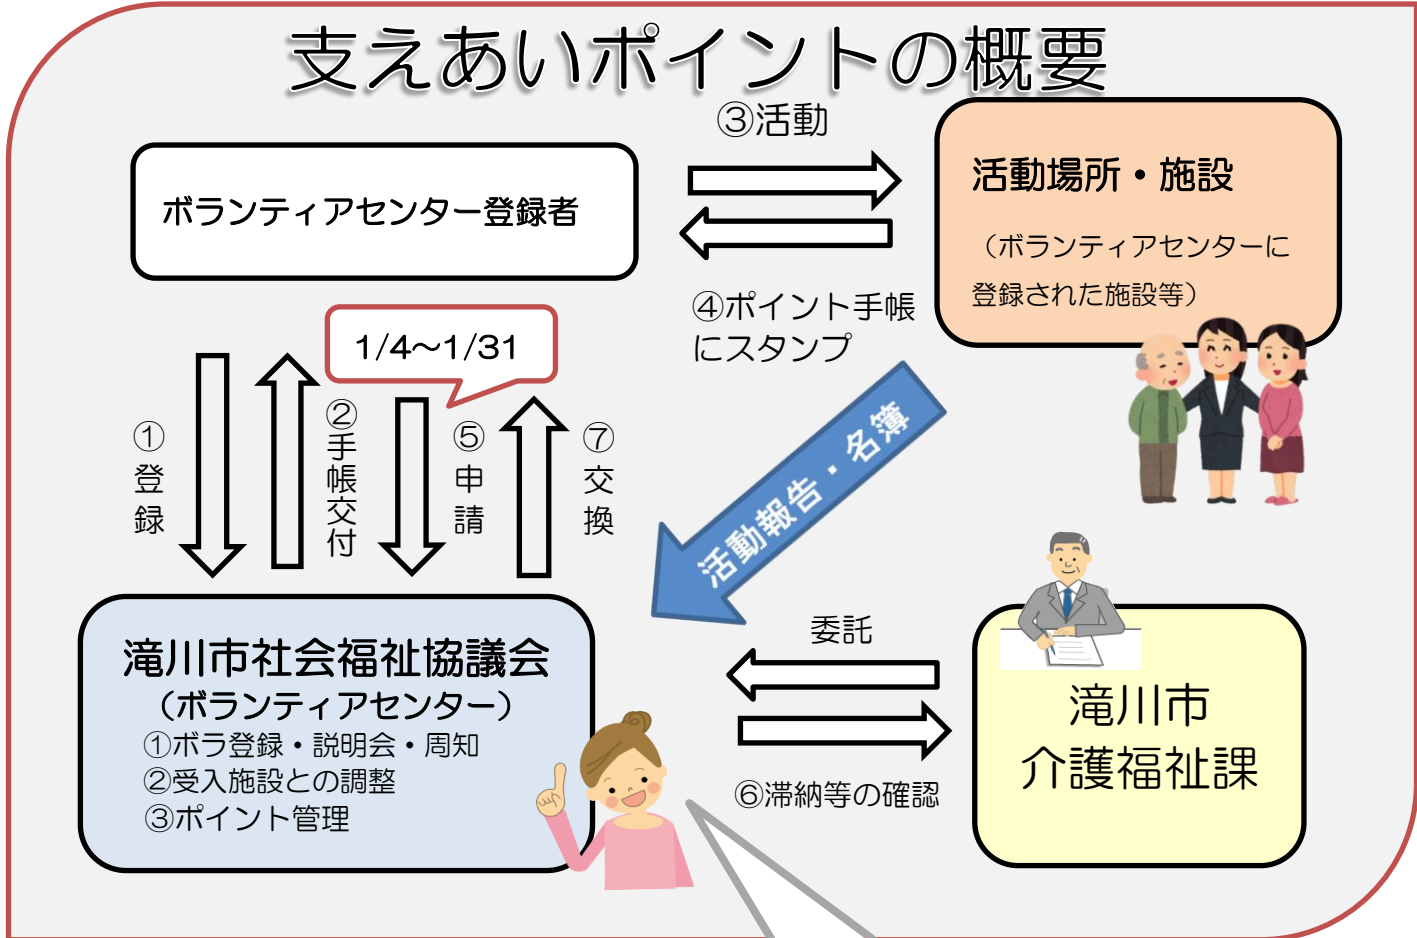 支えあいポイントの概要
③活動
ボランティアセンター登録者
活動場所・施設
（ボランティアセンターに
登録された施設等）
④ポイント手帳
にスタンプ
1/4～1/31
①登録
②手帳交付
⑤申請
⑦交換
活動報告・名簿
滝川市社会福祉協議会
（ボランティアセンター）
①ボラ登録・説明会・周知
②受入施設との調整
③ポイント管理
委託
⑥滞納等の確認
滝川市
介護福祉課